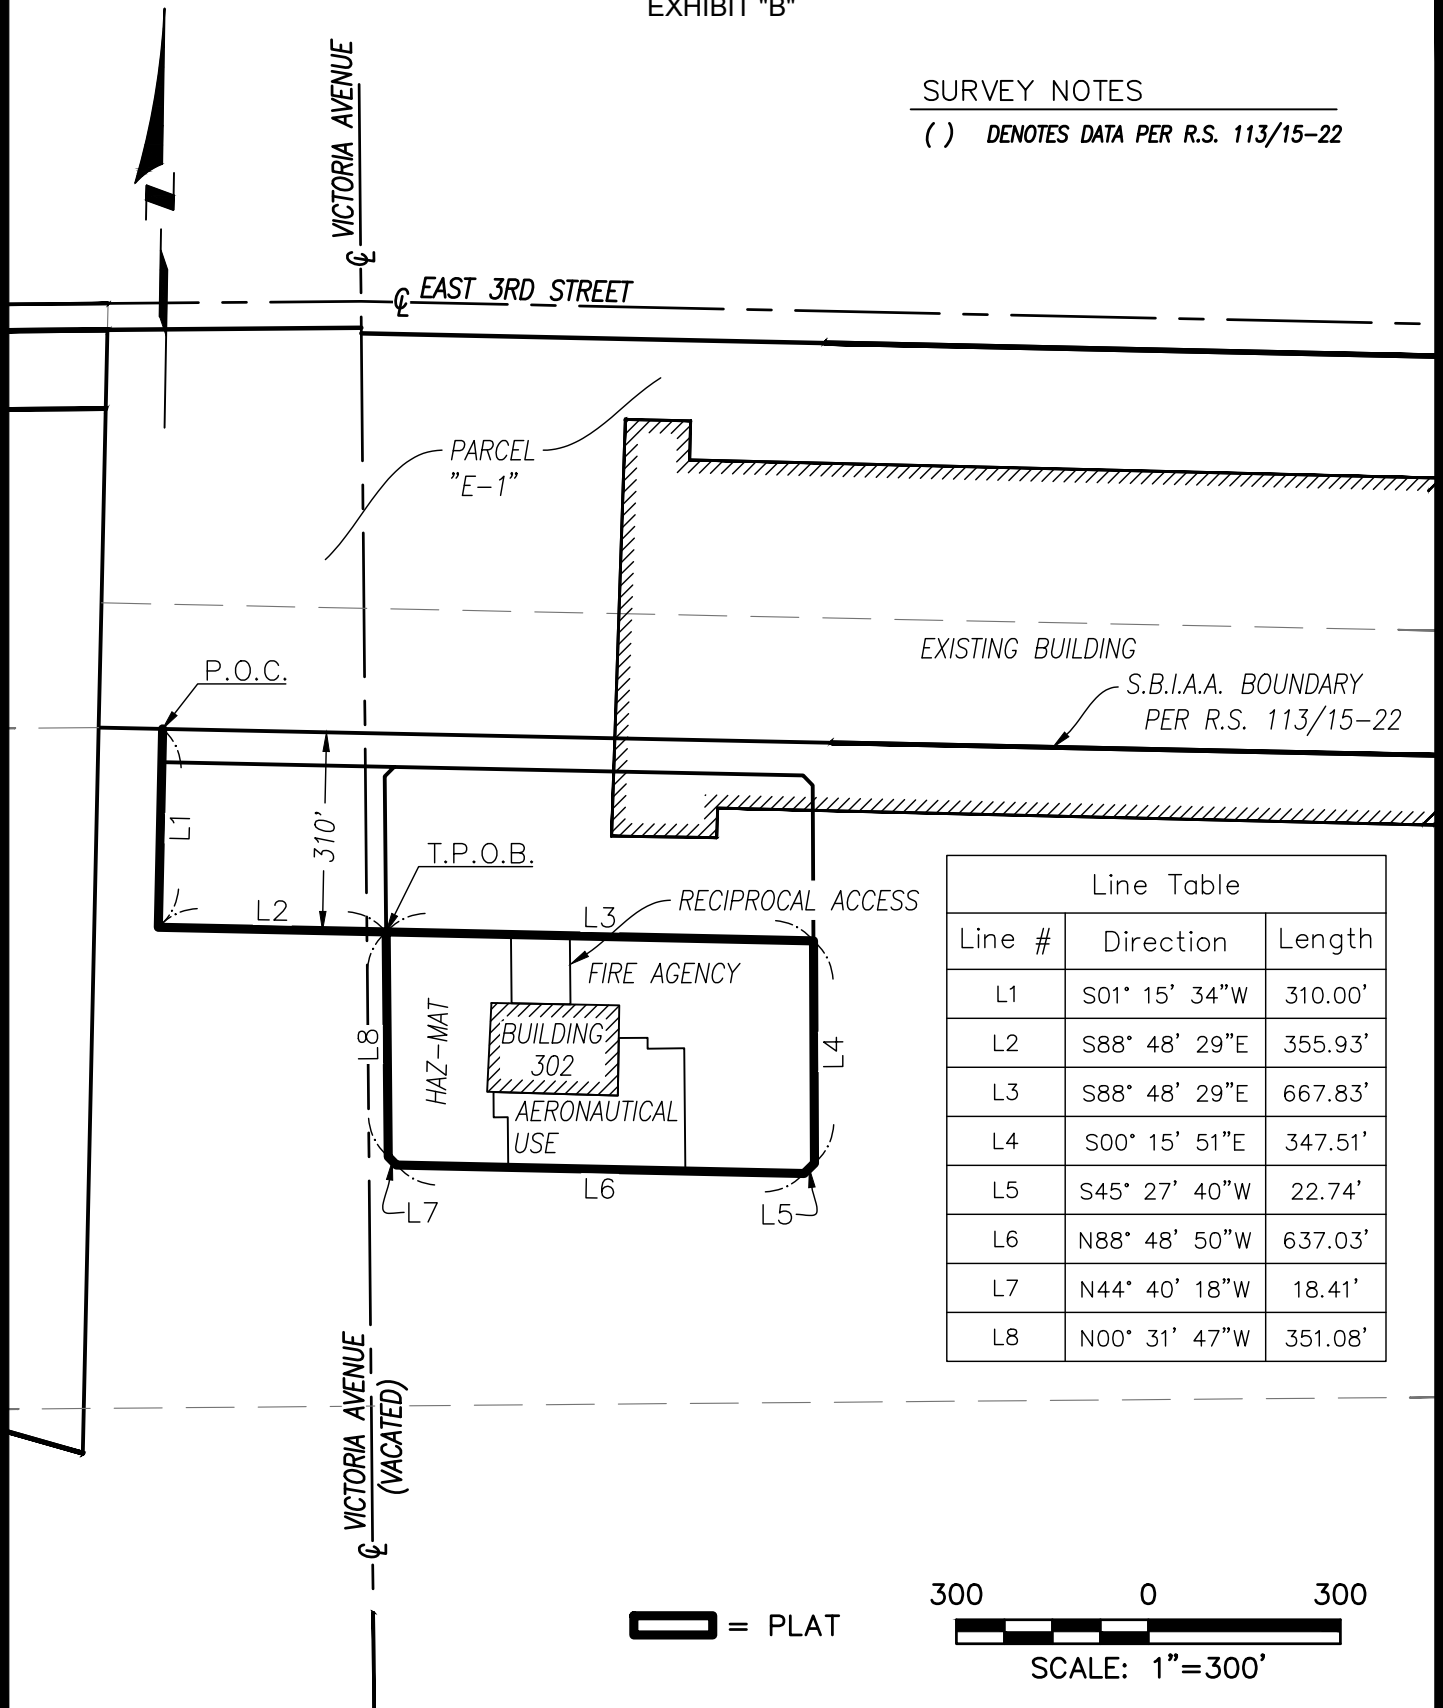 EXHIBIT "B"
SURVEY NOTES
( ) DENOTES DATA PER R.S. 113/15-22
VICTORIA AVENUE
Z
EAST 3RD STREET
PARCEL
"E-1"
EXISTING BUILDING
S.B.I.A.A. BOUNDARY
PER R.S. 113/15-22
P.O.C.
L1
310'
T.P.O.B.
L2
L3
RECIPROCAL ACCESS
FIRE AGENCY
HAZ-MAT
L8
BUILDING
302
L4
AERONAUTICAL
USE
L6
L7
L5
Line Table
Line # Direction Length
L1 S01° 15' 34"W 310.00'
L2 S88° 48' 29"E 355.93'
L3 S88° 48' 29"E 667.83'
L4 S00° 15' 51"E 347.51'
L5 S45° 27' 40"W 22.74'
L6 N88° 48' 50"W 637.03'
L7 N44° 40' 18"W 18.41'
L8 N00° 31' 47"W 351.08'
VICTORIA AVENUE
(VACATED)
= PLAT
300 0 300
SCALE: 1"=300'